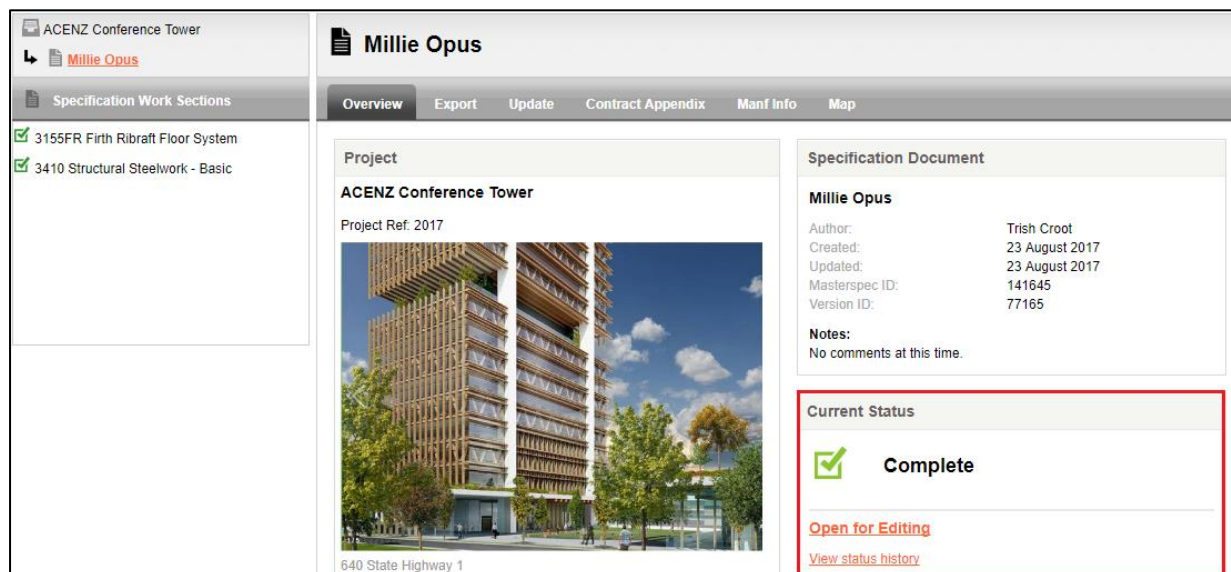 ACENZ Conference Tower
Millie Opus
Specification Work Sections
3155FR Firth Ribraft Floor System
3410 Structural Steelwork - Basic
Millie Opus
Overview Export Update Contract Appendix Manf Info Map
Project
ACENZ Conference Tower
Project Ref: 2017
640 State Highway 1
Specification Document
Millie Opus
Author: Trish Croot
Created: 23 August 2017
Updated: 23 August 2017
Masterspec ID: 141645
Version ID: 77165
Notes:
No comments at this time.
Current Status
Complete
Open for Editing
View status history